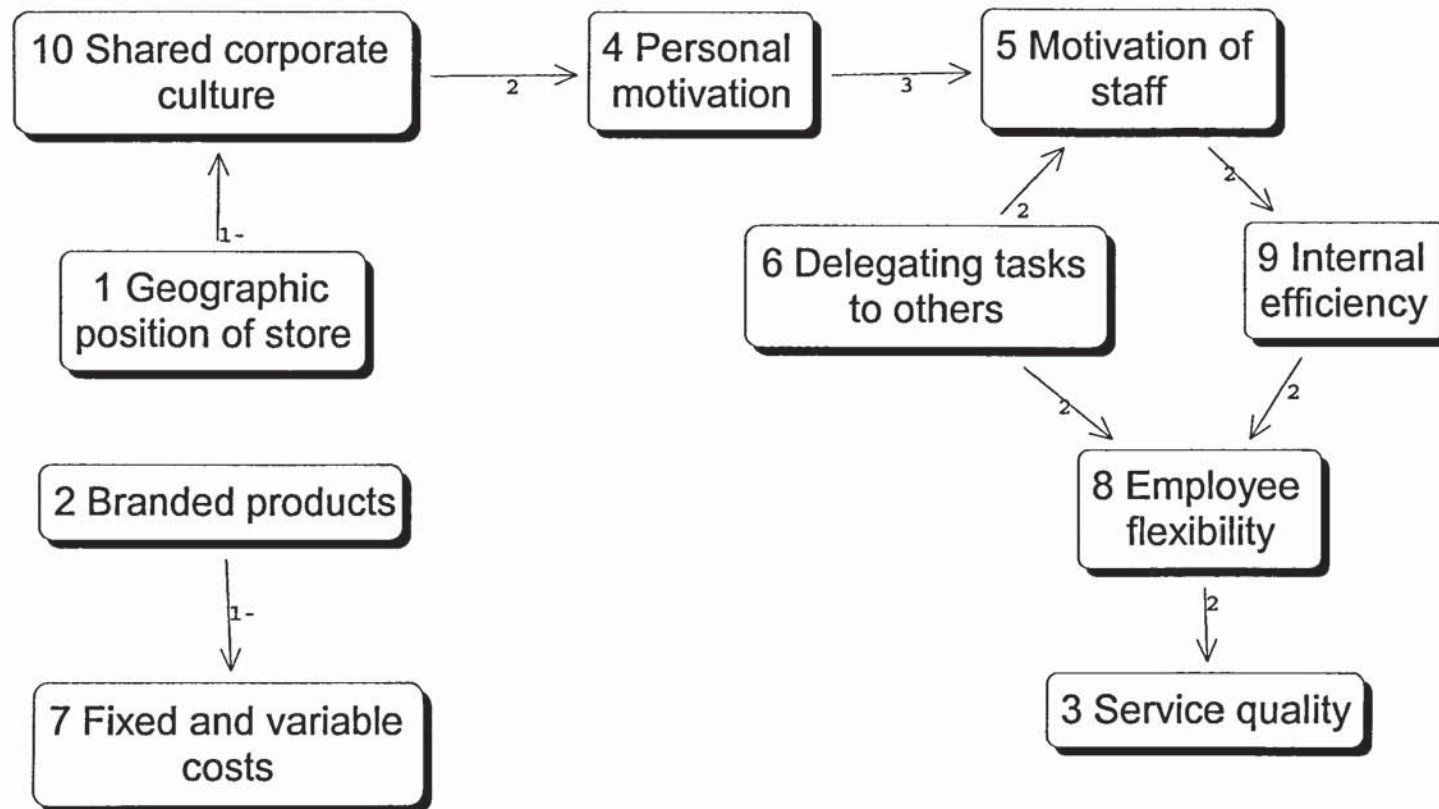 10 Shared corporate
culture
2
4 Personal
motivation
3
5 Motivation of
staff
2
2
1-
1 Geographic
position of store
6 Delegating tasks
to others
9 Internal
efficiency
2
2
2 Branded products
8 Employee
flexibility
1-
2
7 Fixed and variable
costs
3 Service quality